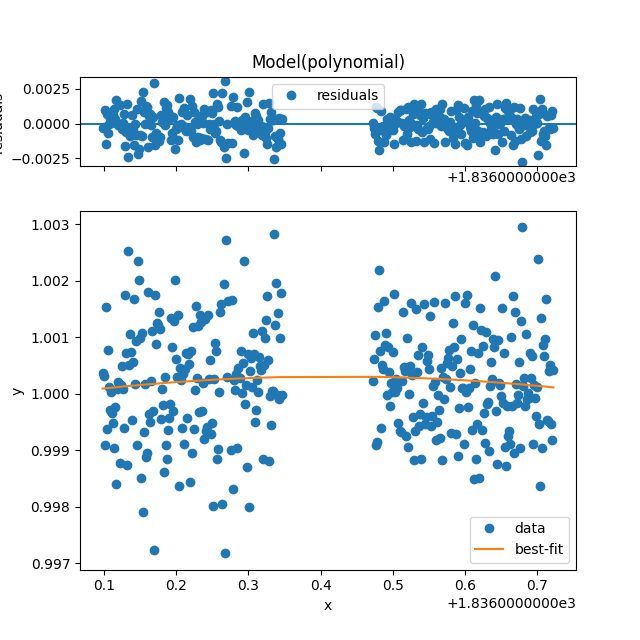 Model(polynomial)
0.0025
0.0000
−0.0025
residuals
+1.8360000000e3
1.003
1.002
1.001
1.000
0.999
0.998
0.997
y
data
best-fit
0.1 0.2 0.3 0.4 0.5 0.6 0.7
x
+1.8360000000e3